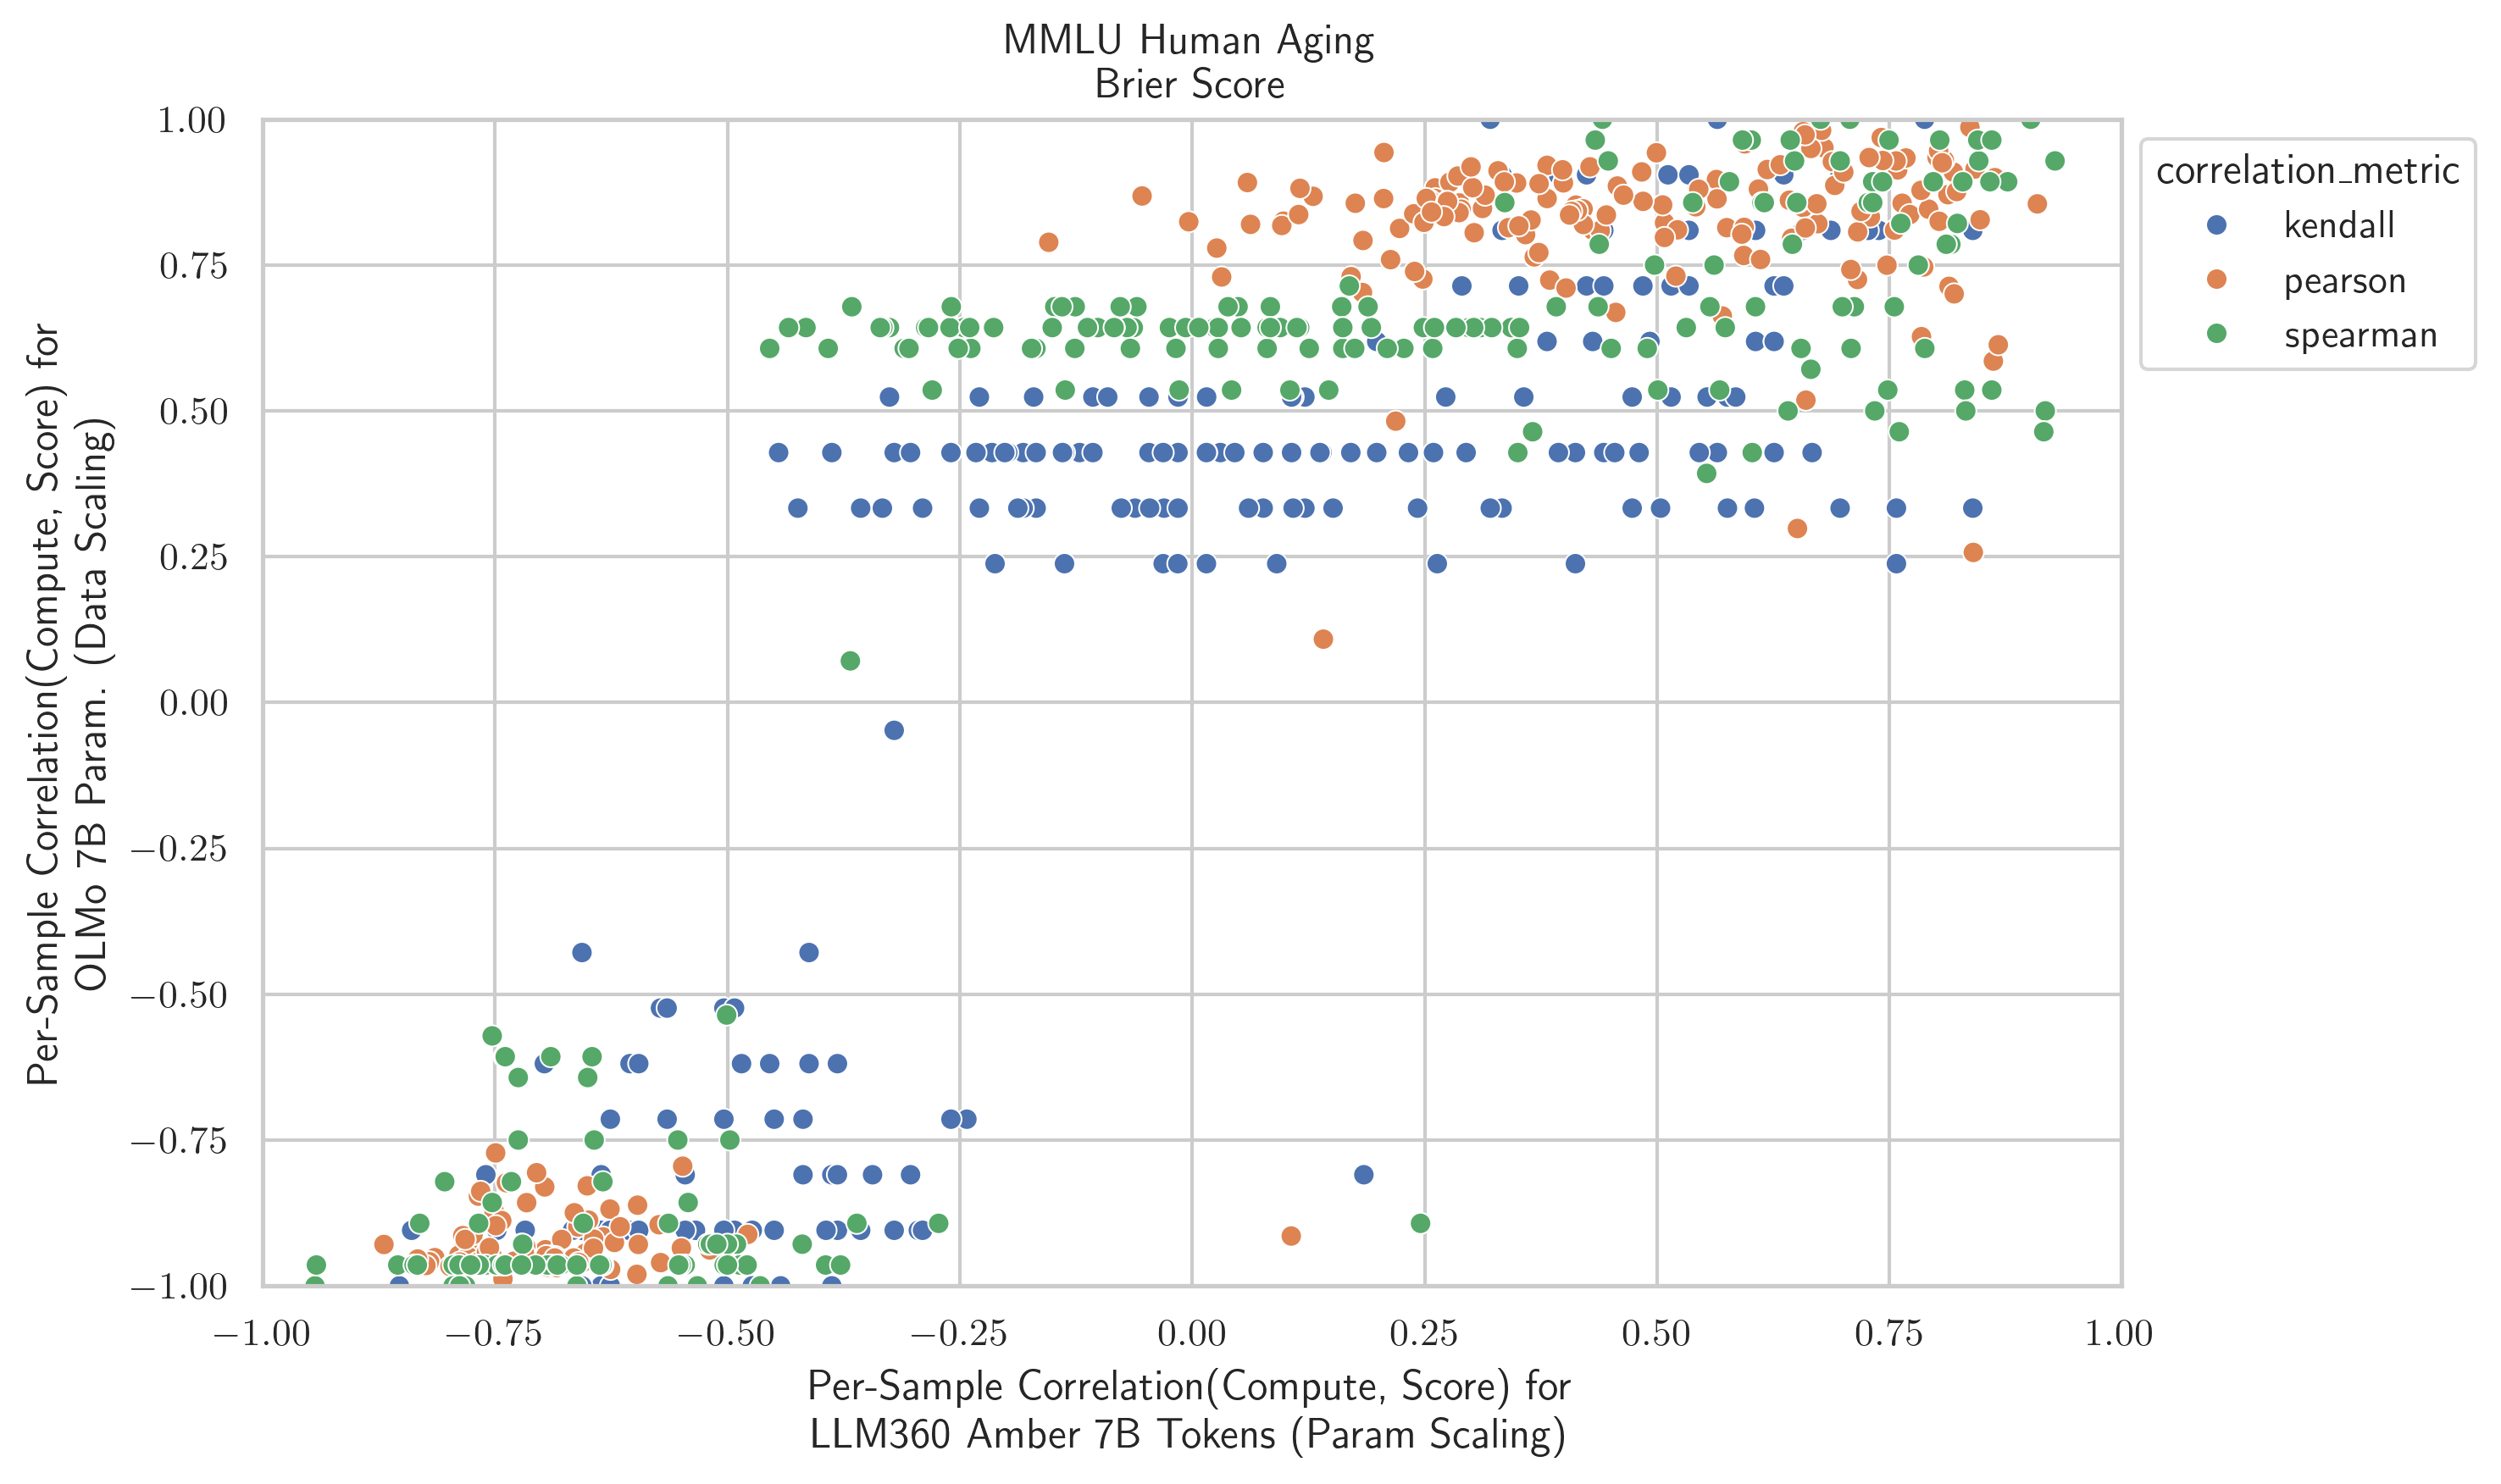 MMLU Human Aging
Brier Score
Per-Sample Correlation(Compute, Score) for
OLMo 7B Param. (Data Scaling)
1.00
0.75
0.50
0.25
0.00
−0.25
−0.50
−0.75
−1.00
−1.00
−0.75
−0.50
−0.25
0.00
0.25
0.50
0.75
1.00
Per-Sample Correlation(Compute, Score) for
LLM360 Amber 7B Tokens (Param Scaling)
correlation_metric
kendall
pearson
spearman